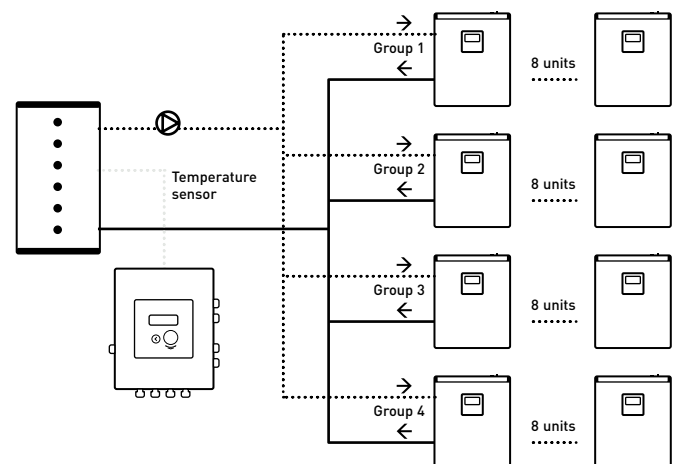 Group 1
8 units
Group 2
8 units
Temperature
sensor
Group 3
8 units
Group 4
8 units